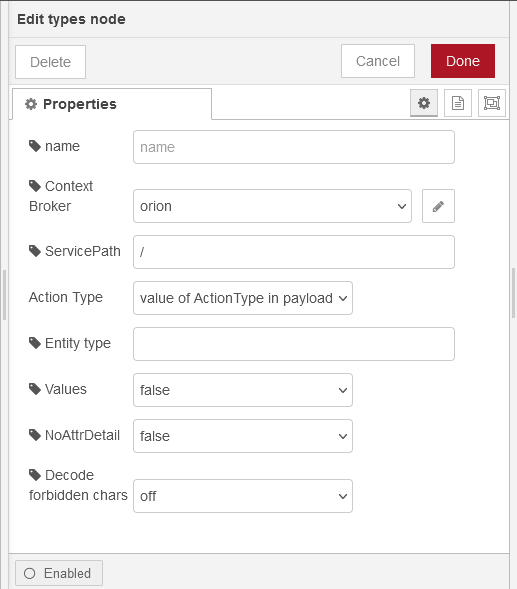 Edit types node
Delete
Cancel
Done
Properties
name
name
Context
Broker
orion
ServicePath
/
Action Type
value of ActionType in payload
Entity type
Values
false
NoAttrDetail
false
Decode
forbidden chars
off
Enabled